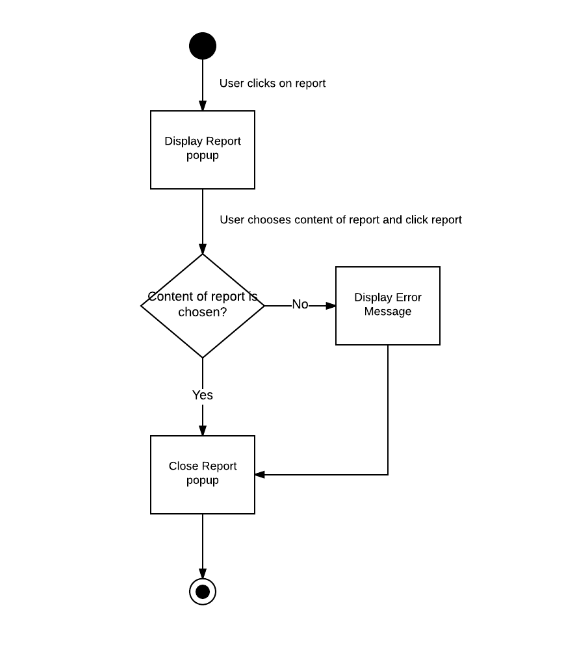 User clicks on report
Display Report
popup
User chooses content of report and click report
Content of report is
chosen?
No
Display Error
Message
Yes
Close Report
popup